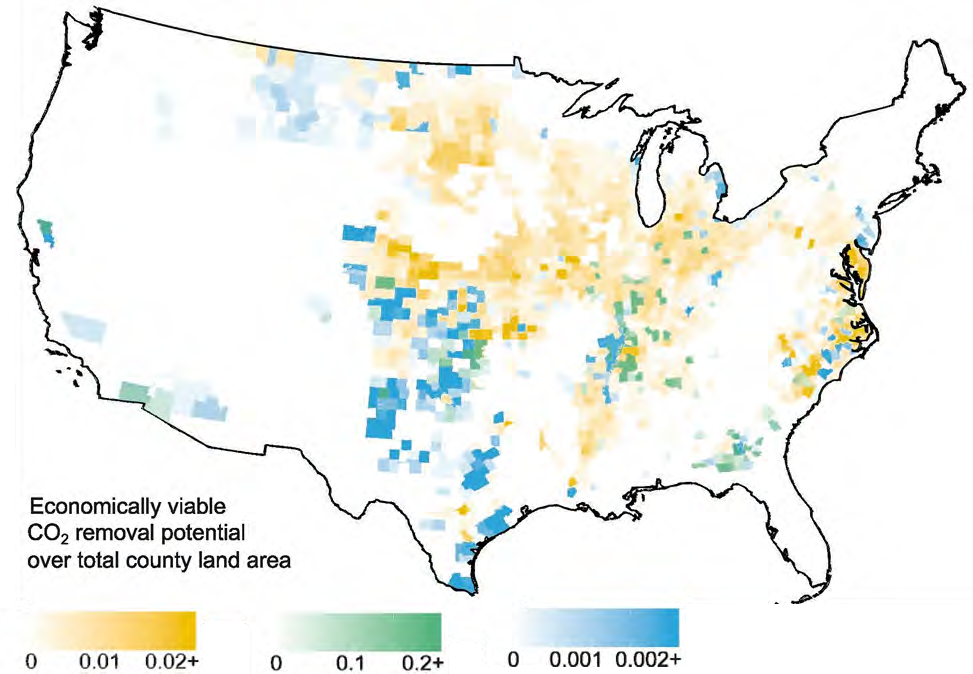 Economically viable
CO₂ removal potential
over total county land area
0 0.01 0.02+
0 0.1 0.2+
0 0.001 0.002+